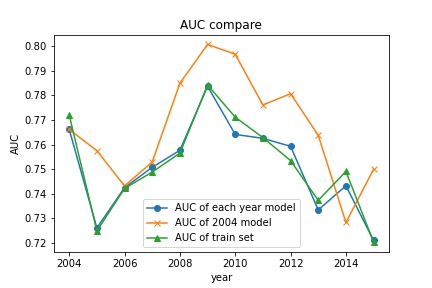 AUC compare
0.80
0.79
0.78
0.77
0.76
0.75
0.74
0.73
0.72
AUC
2004 2006 2008 2010 2012 2014
year
AUC of each year model
AUC of 2004 model
AUC of train set